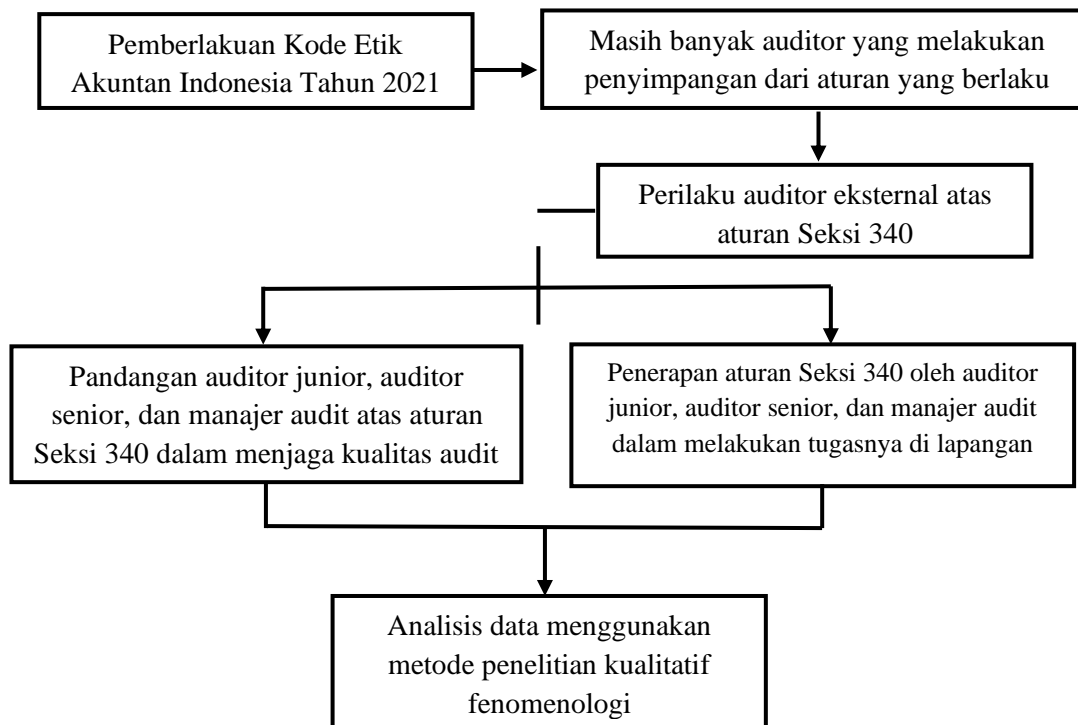 Pemberlakuan Kode Etik
Akuntan Indonesia Tahun 2021
Masih banyak auditor yang melakukan
penyimpangan dari aturan yang berlaku
Perilaku auditor eksternal atas
aturan Seksi 340
Pandangan auditor junior, auditor
senior, dan manajer audit atas aturan
Seksi 340 dalam menjaga kualitas audit
Penerapan aturan Seksi 340 oleh auditor
junior, auditor senior, dan manajer audit
dalam melakukan tugasnya di lapangan
Analisis data menggunakan
metode penelitian kualitatif
fenomenologi